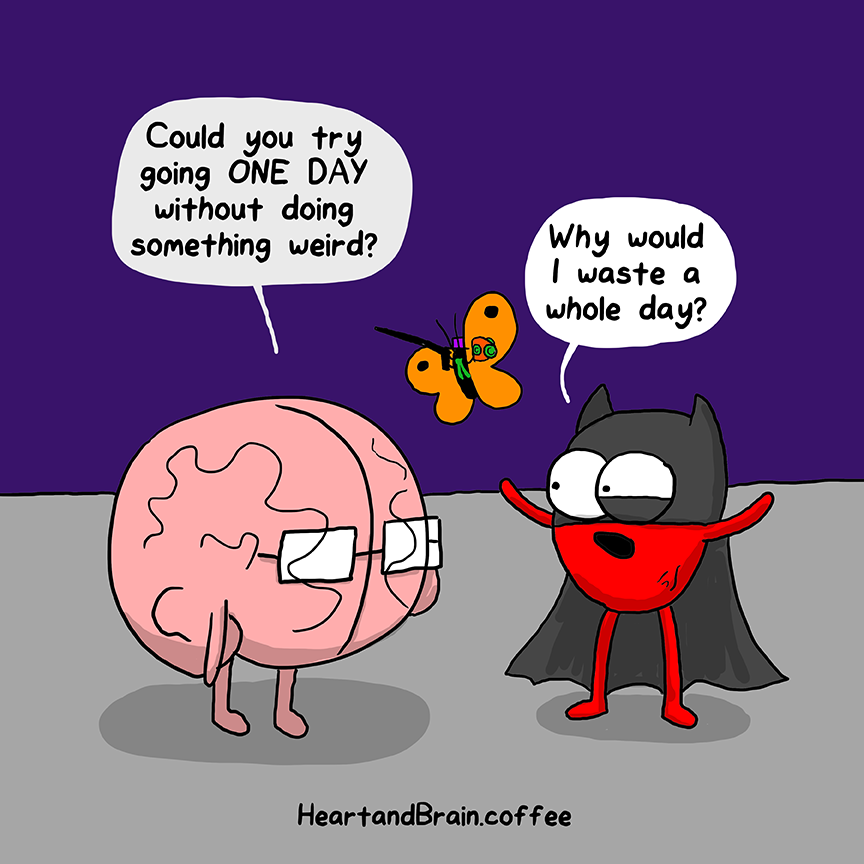 Could you try
going ONE DAY
without doing
something weird?
Why would
I waste a
whole day?
HeartandBrain.coffee